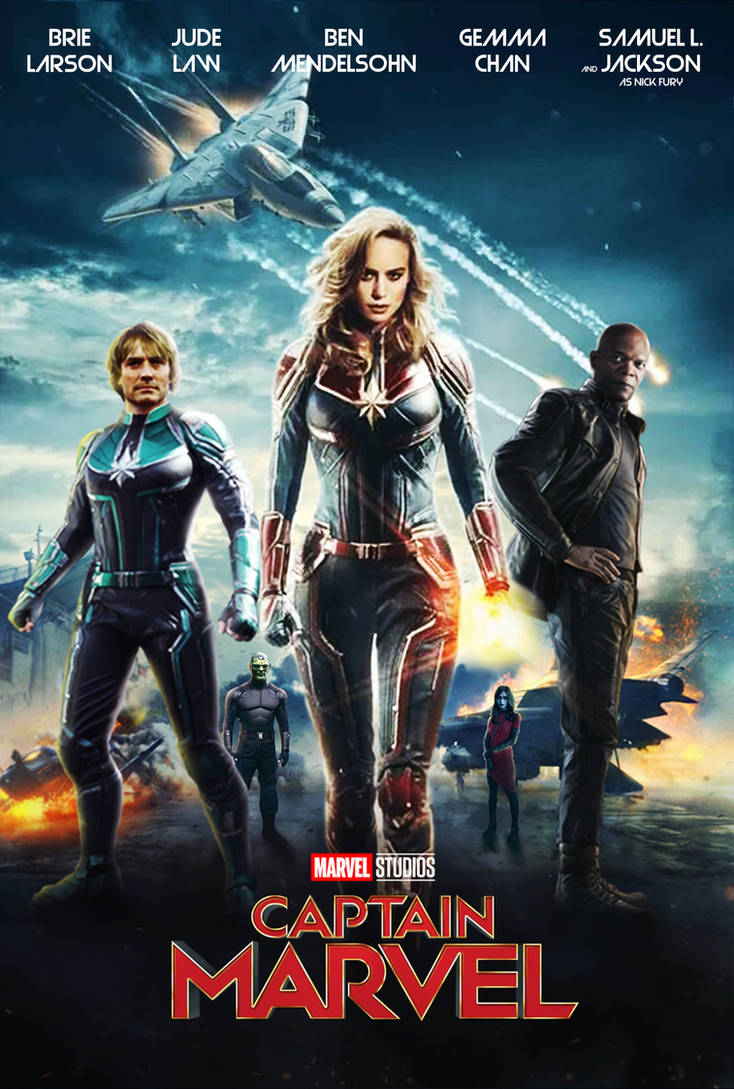 BRIE
LARSON
JUDE
LAW
BEN
MENDELSOHN
GEMMA
CHAN
SAMUEL L.
AND JACKSON
AS NICK FURY
MARVEL STUDIOS
CAPTAIN
MARVEL